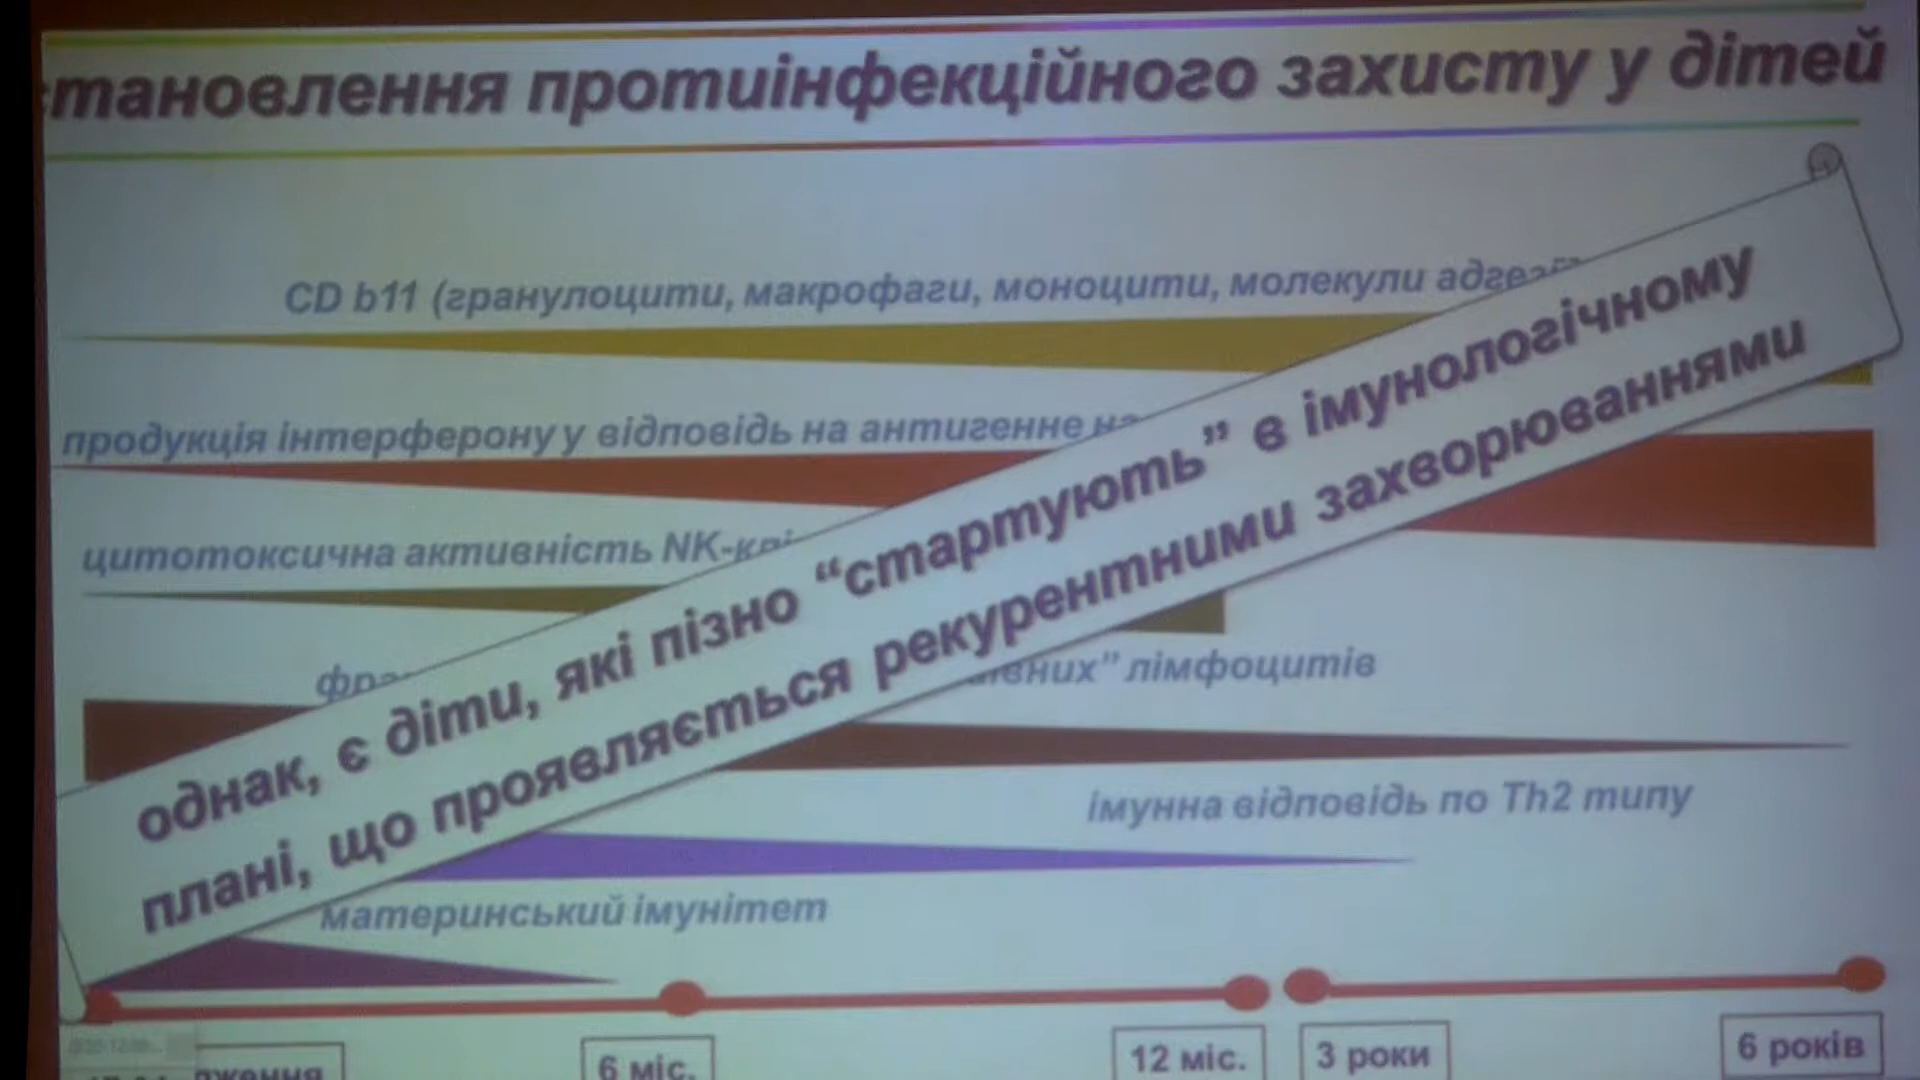 становлення протиінфекційного захисту у дітей
CD b11 (гранулоцити, макрофаги, моноцити, молекули
продукція інтерферону у відповідь на антигенне
цитотоксична активність NK-
лімфоцитів
імунна відповідь по Th2 типу
материнський імунітет
однак, є діти, які пізно “стартують” в імунологічному
плані, що проявляється рекурентними захворюваннями
6 міс.
12 міс.
3 роки
6 років